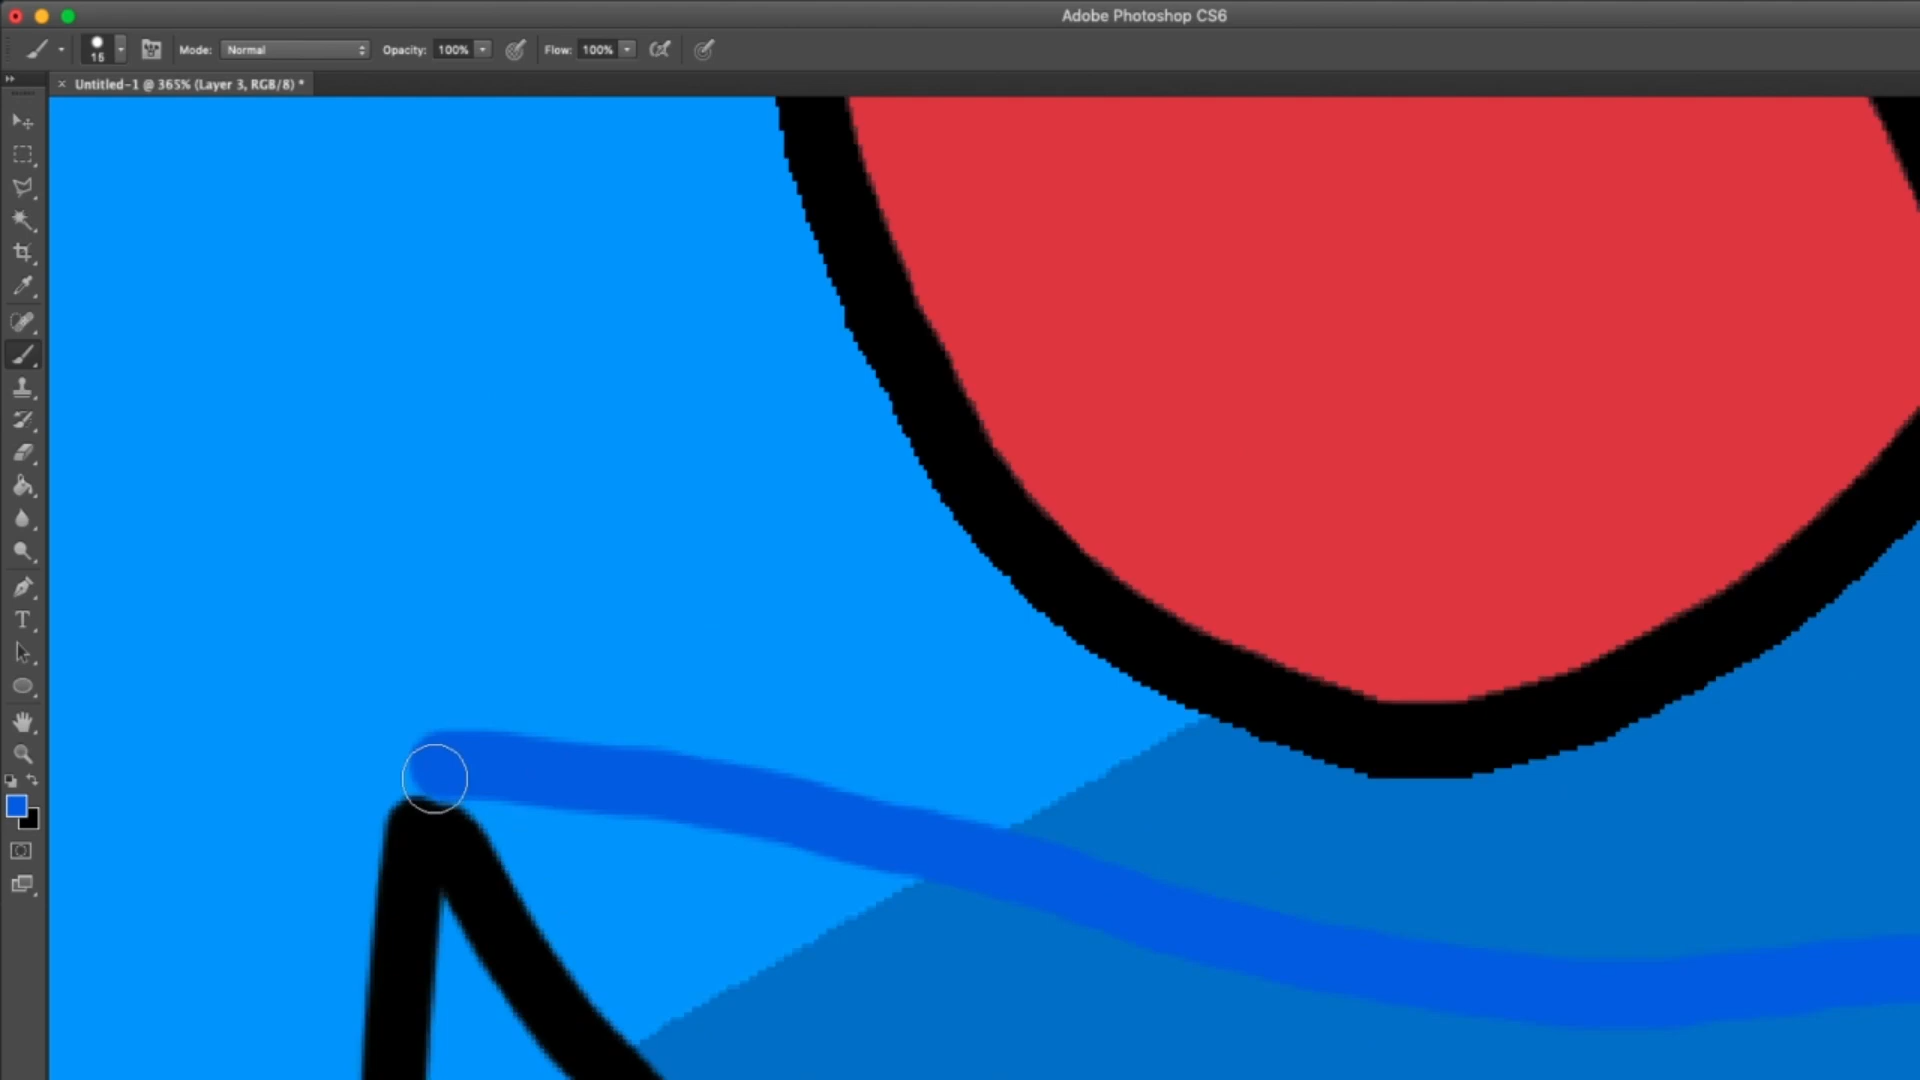 Adobe Photoshop CS6
15 Mode: Normal Opacity: 100% Flow: 100%
Untitled-1 @ 365% (Layer 3, RGB/8) *
T